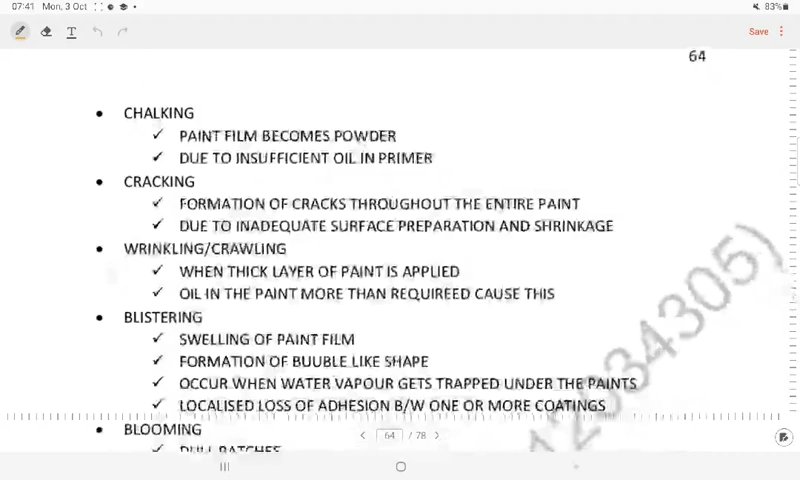 07:41 Mon, 3 Oct
83%
T
Save
64
• CHALKING
✓ PAINT FILM BECOMES POWDER
✓ DUE TO INSUFFICIENT OIL IN PRIMER
• CRACKING
✓ FORMATION OF CRACKS THROUGHOUT THE ENTIRE PAINT
✓ DUE TO INADEQUATE SURFACE PREPARATION AND SHRINKAGE
• WRINKLING/CRAWLING
✓ WHEN THICK LAYER OF PAINT IS APPLIED
✓ OIL IN THE PAINT MORE THAN REQUIREED CAUSE THIS
• BLISTERING
✓ SWELLING OF PAINT FILM
✓ FORMATION OF BUUBLE LIKE SHAPE
✓ OCCUR WHEN WATER VAPOUR GETS TRAPPED UNDER THE PAINTS
✓ LOCALISED LOSS OF ADHESION B/W ONE OR MORE COATINGS
• BLOOMING
✓ DULL PATCHES
64 / 78